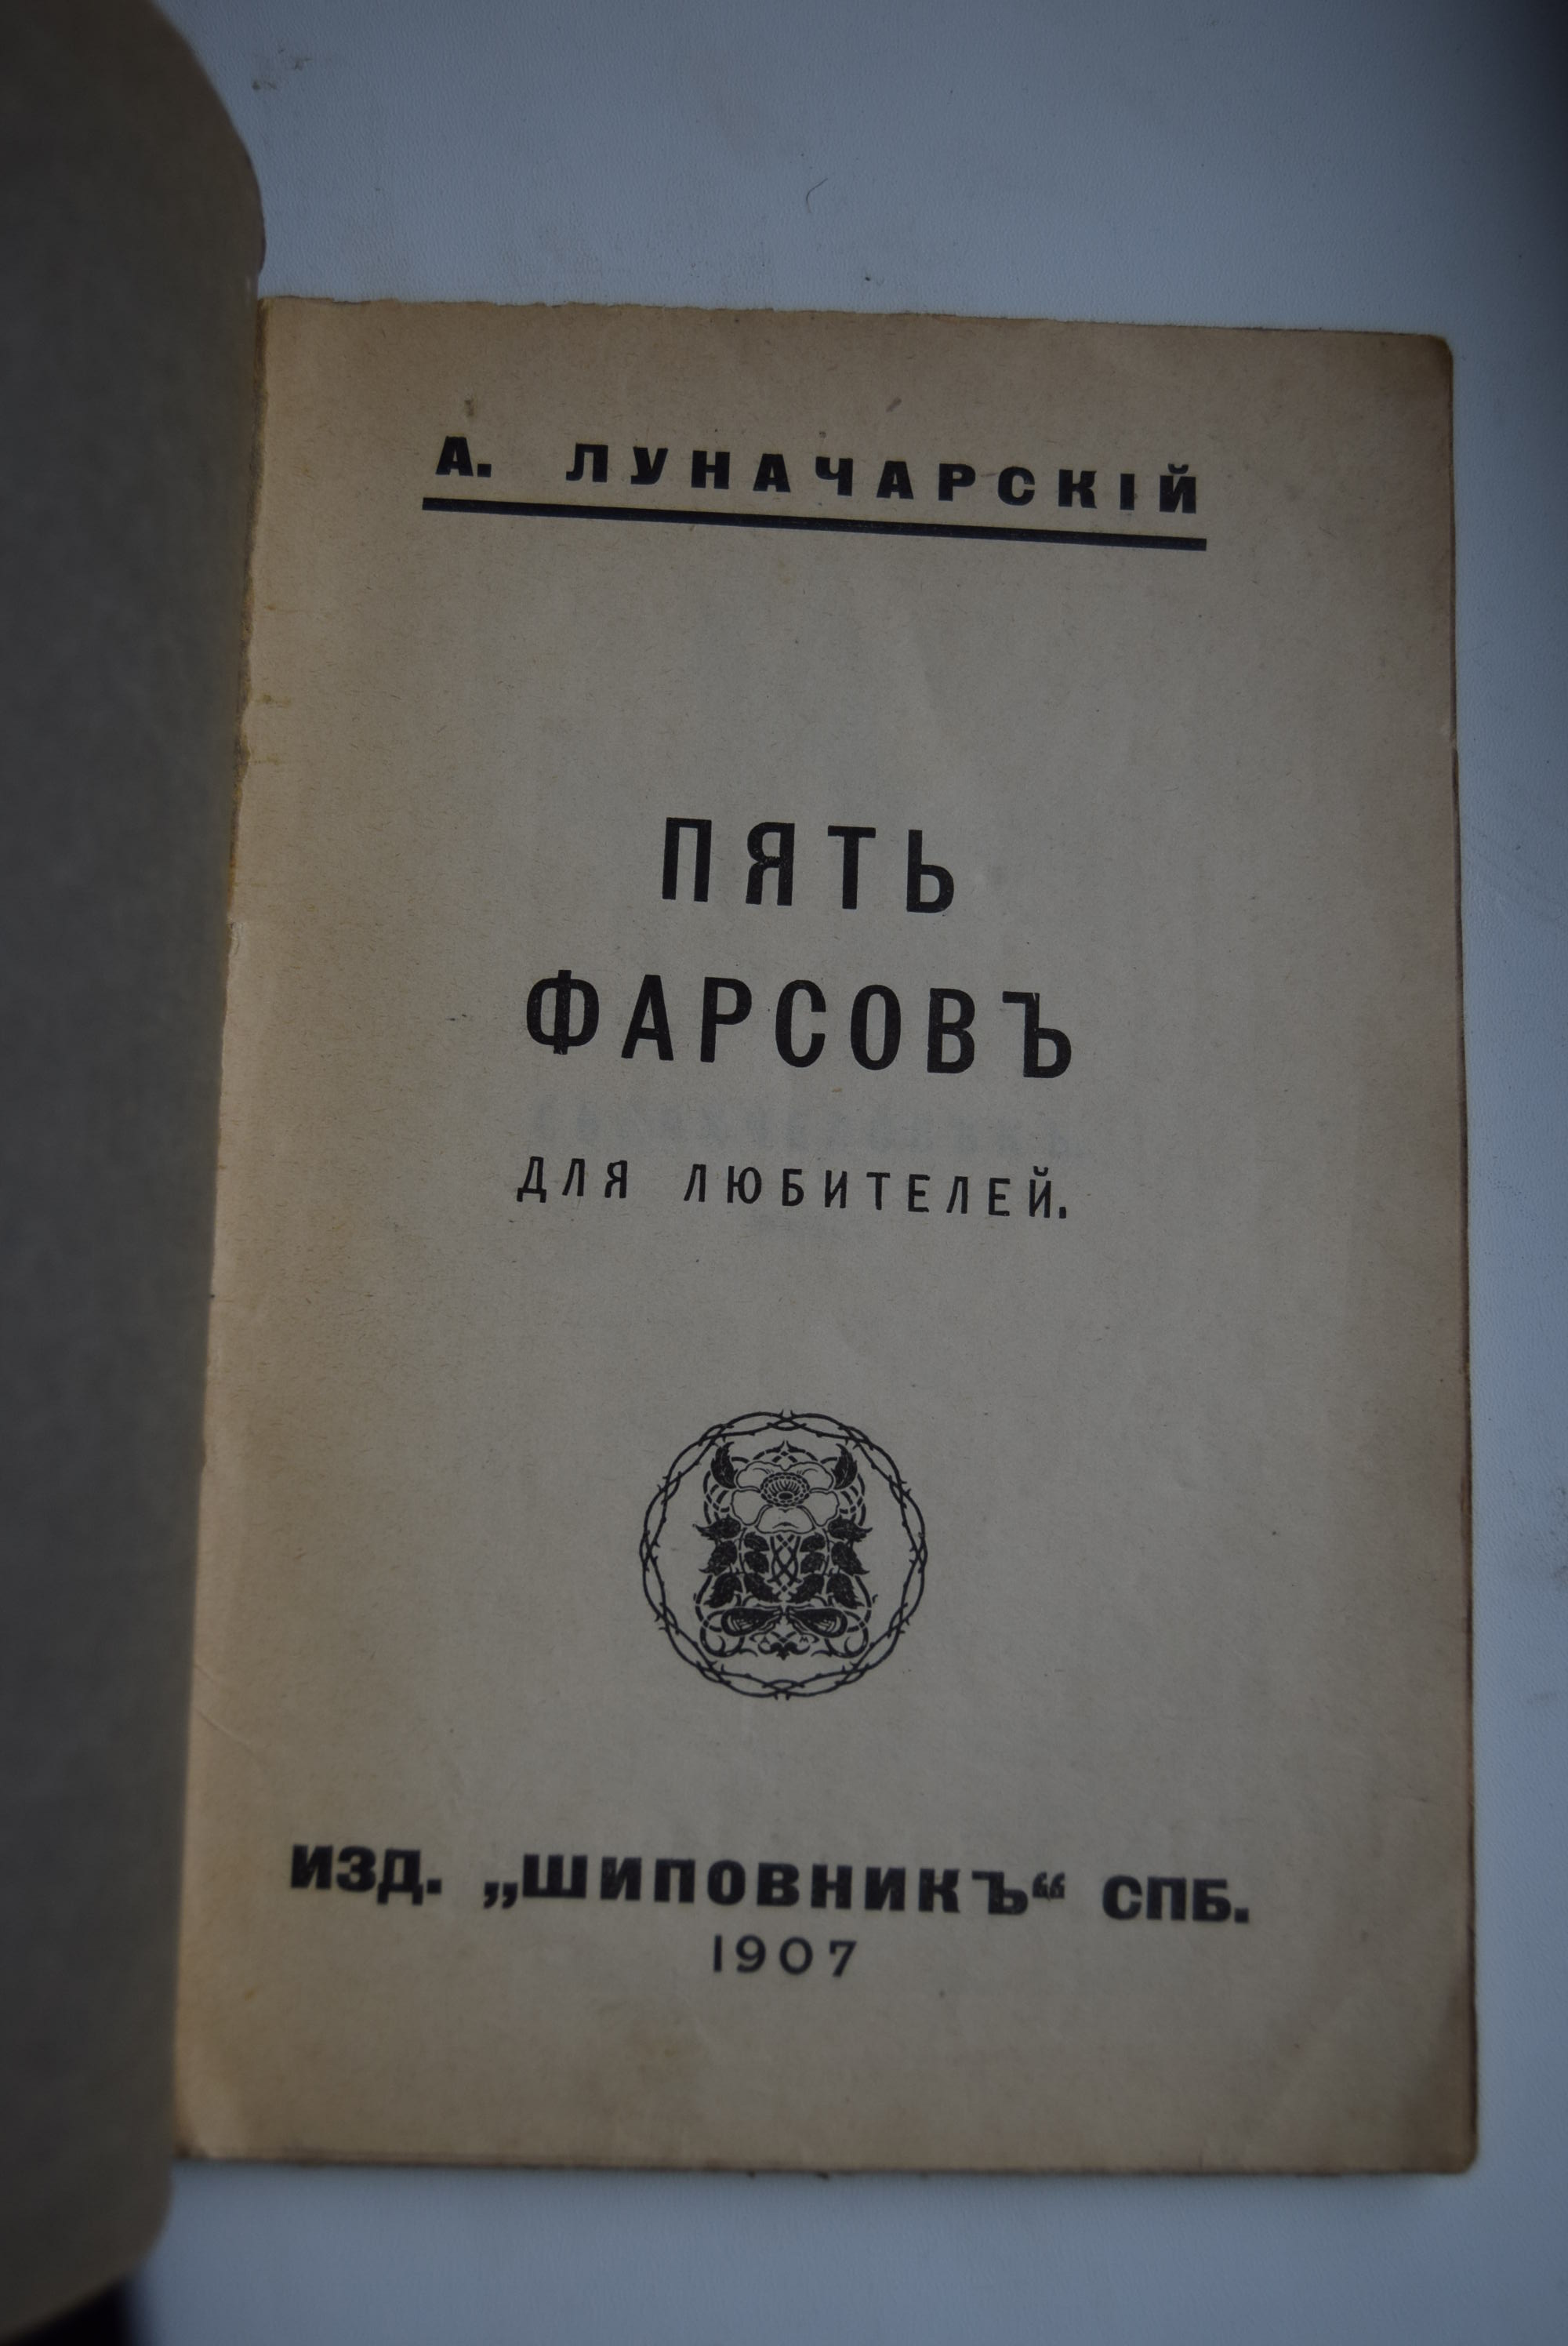 А. ЛУНАЧАРСКІЙ
ПЯТЬ
ФАРСОВЪ
ДЛЯ ЛЮБИТЕЛЕЙ.
ИЗД. „ШИПОВНИКЪ“ СПБ.
1907